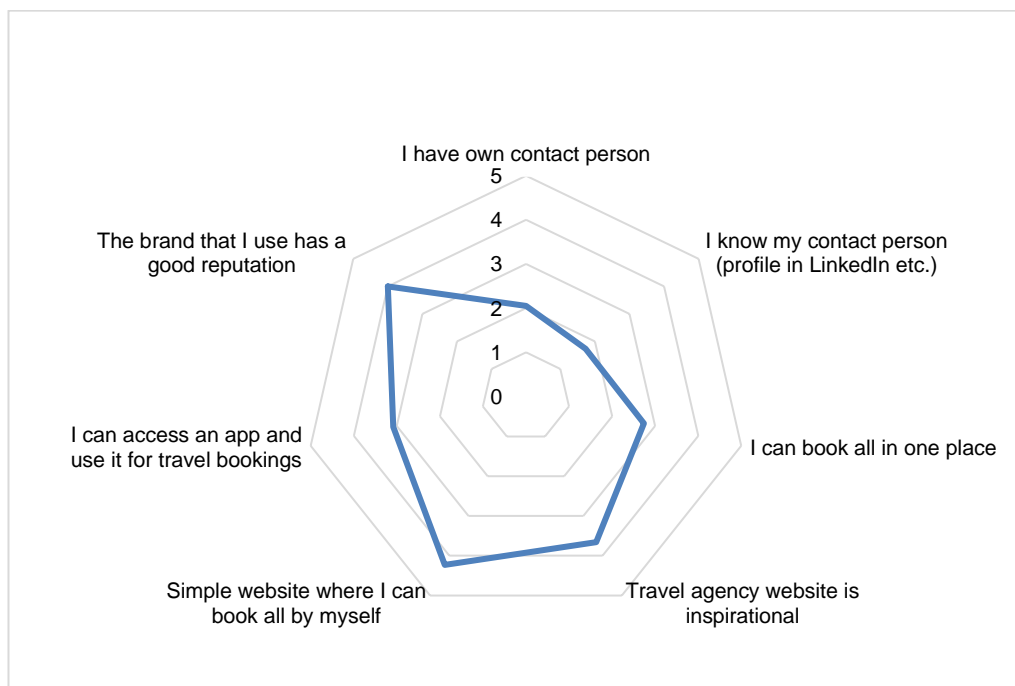 I have own contact person
5
4
3
2
1
0
I know my contact person
(profile in LinkedIn etc.)
I can book all in one place
Travel agency website is
inspirational
Simple website where I can
book all by myself
I can access an app and
use it for travel bookings
The brand that I use has a
good reputation